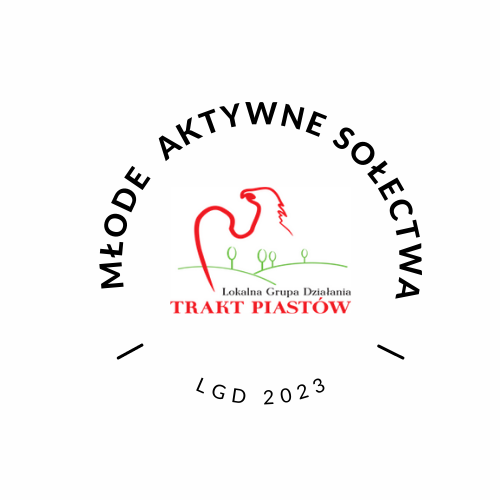 MŁODE AKTYWNE SOŁECTWA
Lokalna Grupa Działania
TRAKT PIASTÓW
LGD 2023